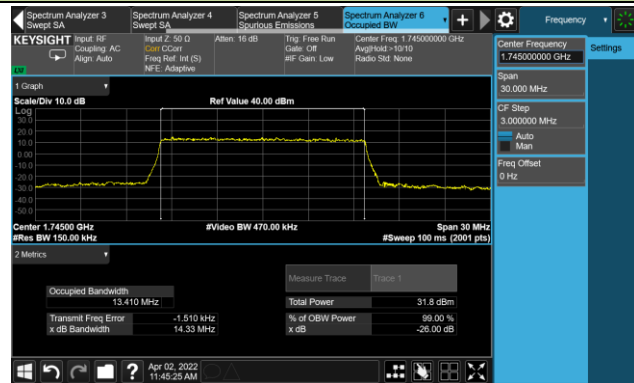 Spectrum Analyzer 3
Swept SA
Spectrum Analyzer 4
Swept SA
Spectrum Analyzer 5
Spurious Emissions
Spectrum Analyzer 6
Occupied BW
Frequency
KEYSIGHT
Input: RF
Coupling: AC
Align: Auto
Input Z: 50 Ω
Corr CCorr
Freq Ref: Int (S)
NFE: Adaptive
Atten: 16 dB
Trig: Free Run
Gate: Off
#IF Gain: Low
Center Freq: 1.745000000 GHz
Avg|Hold:>10/10
Radio Std: None
Center Frequency
1.745000000 GHz
Settings
Span
30.000 MHz
CF Step
3.000000 MHz
Auto
Man
Freq Offset
0 Hz
1 Graph
Scale/Div 10.0 dB
Ref Value 40.00 dBm
Log
30.0
20.0
10.0
0.00
-10.0
-20.0
-30.0
-40.0
-50.0
Center 1.74500 GHz
#Video BW 470.00 kHz
Span 30 MHz
#Res BW 150.00 kHz
#Sweep 100 ms (2001 pts)
2 Metrics
Measure Trace
Trace 1
Occupied Bandwidth
13.410 MHz
Total Power
31.8 dBm
Transmit Freq Error
-1.510 kHz
% of OBW Power
99.00 %
x dB Bandwidth
14.33 MHz
x dB
-26.00 dB
Apr 02, 2022
11:45:25 AM